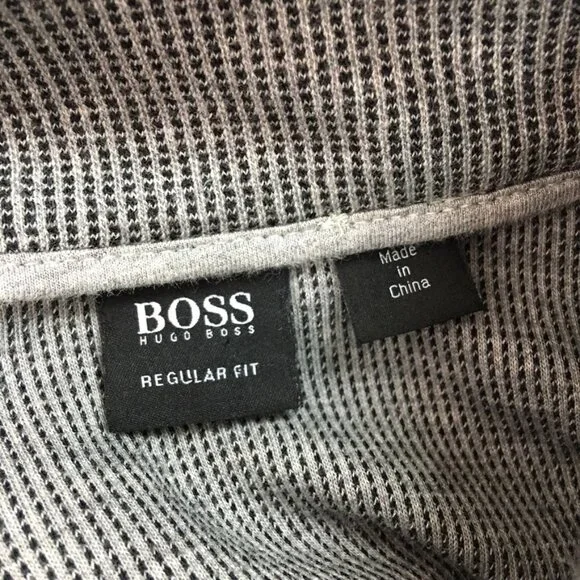 BOSS
HUGO BOSS
REGULAR FIT
Made
in
China